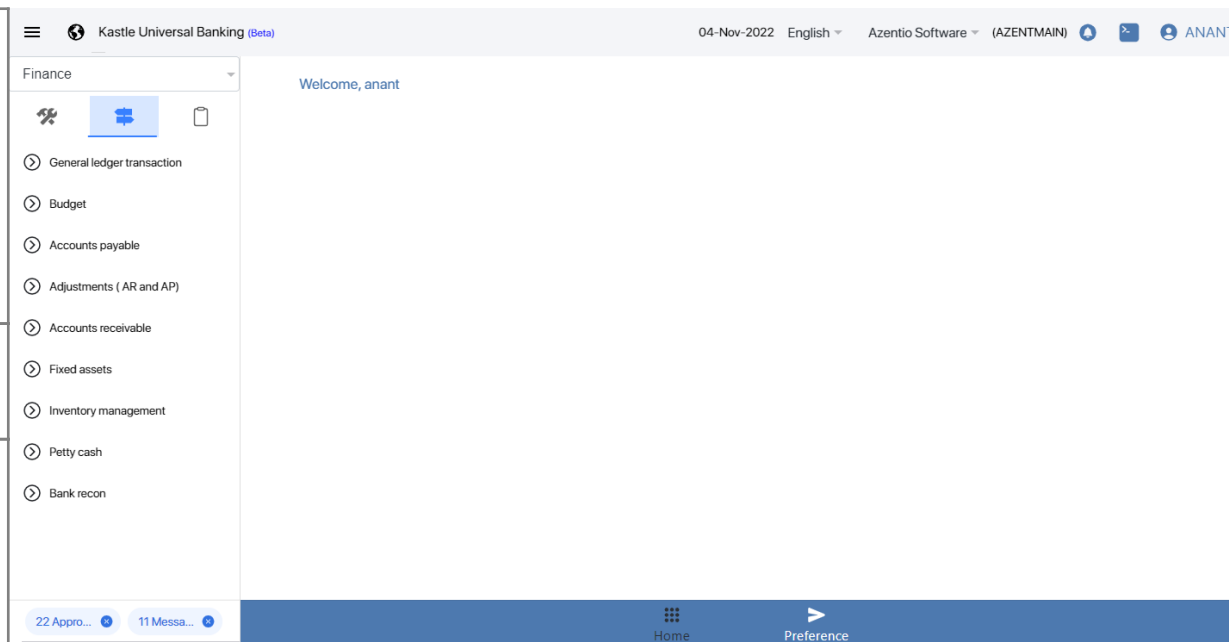 Kastle Universal Banking (Beta)
04-Nov-2022 English Azentio Software (AZENTMAIN) ANANT
Finance
Welcome, anant
General ledger transaction
Budget
Accounts payable
Adjustments ( AR and AP)
Accounts receivable
Fixed assets
Inventory management
Petty cash
Bank recon
22 Appro... 11 Messa...
Home Preference